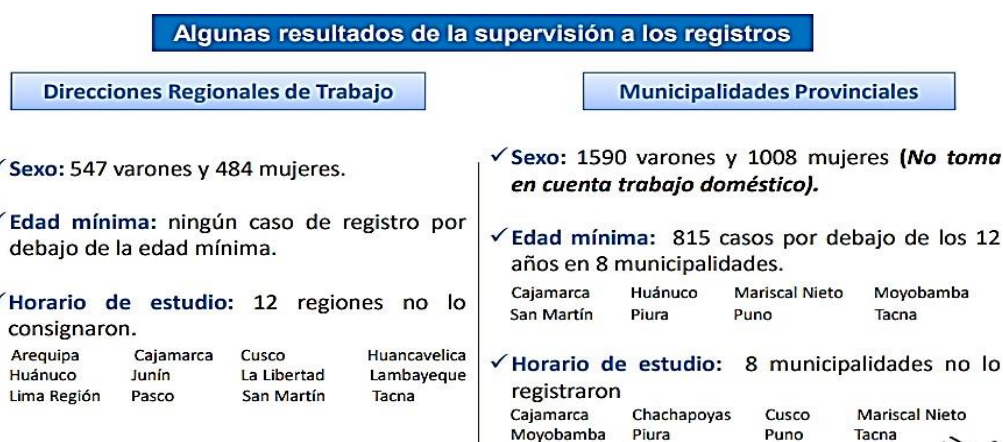 Algunas resultados de la supervisión a los registros
Direcciones Regionales de Trabajo
✓Sexo: 547 varones y 484 mujeres.
✓Edad mínima: ningún caso de registro por
debajo de la edad mínima.
✓Horario de estudio: 12 regiones no lo
consignaron.
Arequipa Cajamarca Cusco Huancavelica
Huánuco Junín La Libertad Lambayeque
Lima Región Pasco San Martín Tacna
Municipalidades Provinciales
✓Sexo: 1590 varones y 1008 mujeres (No toma
en cuenta trabajo doméstico).
✓Edad mínima: 815 casos por debajo de los 12
años en 8 municipalidades.
Cajamarca Huánuco Mariscal Nieto Moyobamba
San Martín Piura Puno Tacna
✓Horario de estudio: 8 municipalidades no lo
registraron
Cajamarca Chachapoyas Cusco Mariscal Nieto
Moyobamba Piura Puno Tacna